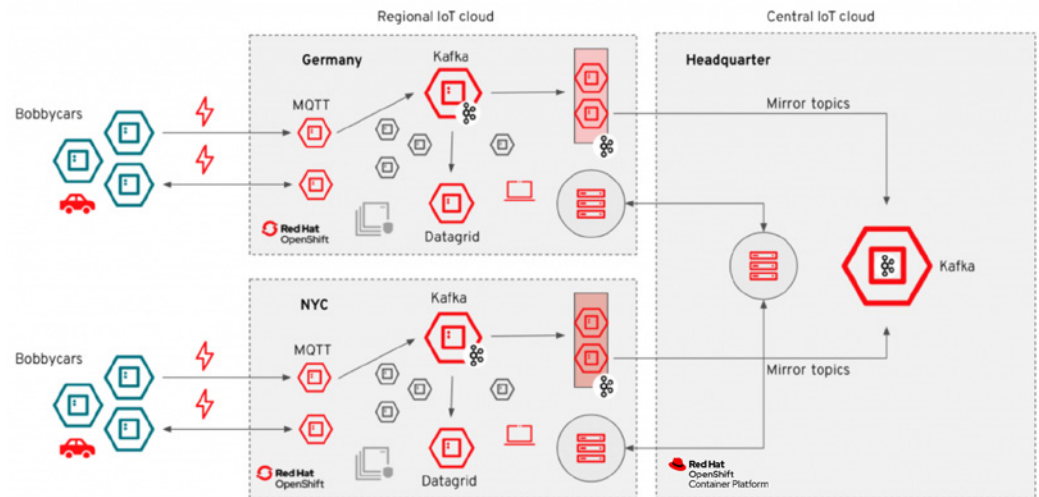 Regional IoT cloud
Central IoT cloud
Germany
Kafka
Headquarter
MQTT
Mirror topics
Bobbycars
Datagrid
Red Hat
OpenShift
Kafka
NYC
Kafka
MQTT
Bobbycars
Mirror topics
Datagrid
Red Hat
OpenShift
Red Hat
OpenShift
Container Platform